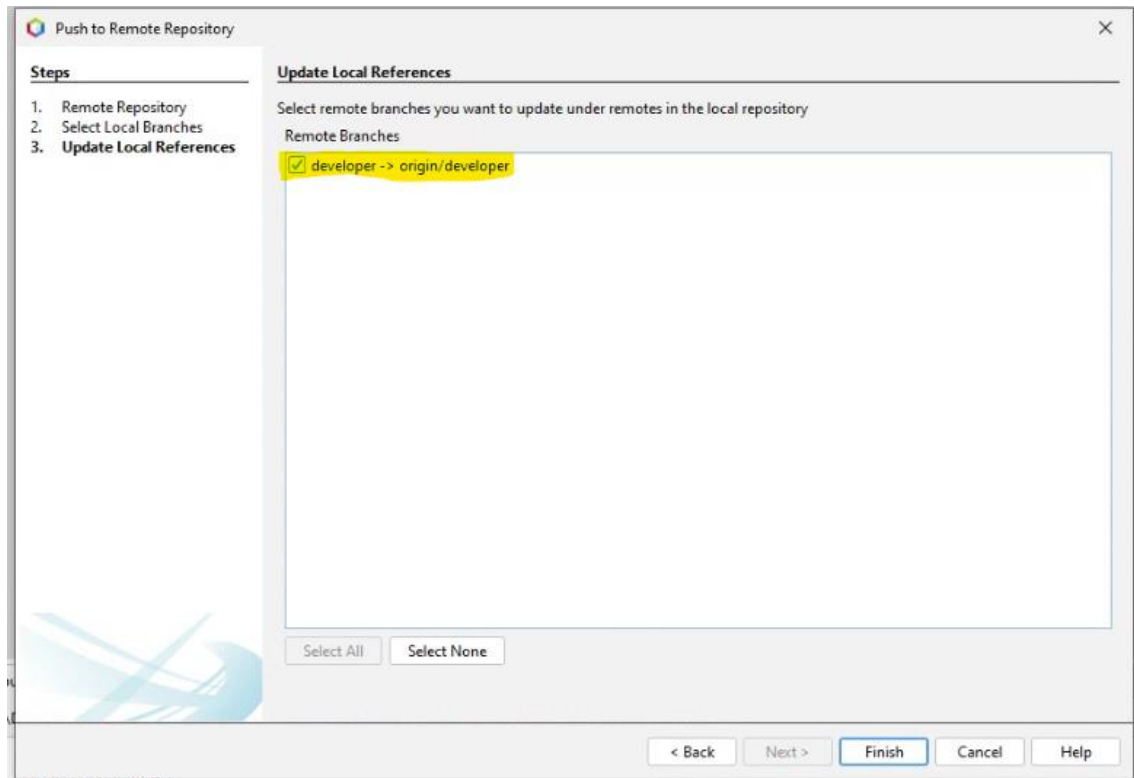 Push to Remote Repository
Steps
1. Remote Repository
2. Select Local Branches
3. Update Local References
Update Local References
Select remote branches you want to update under remotes in the local repository
Remote Branches
developer -> origin/developer
Select All
Select None
< Back
Next >
Finish
Cancel
Help